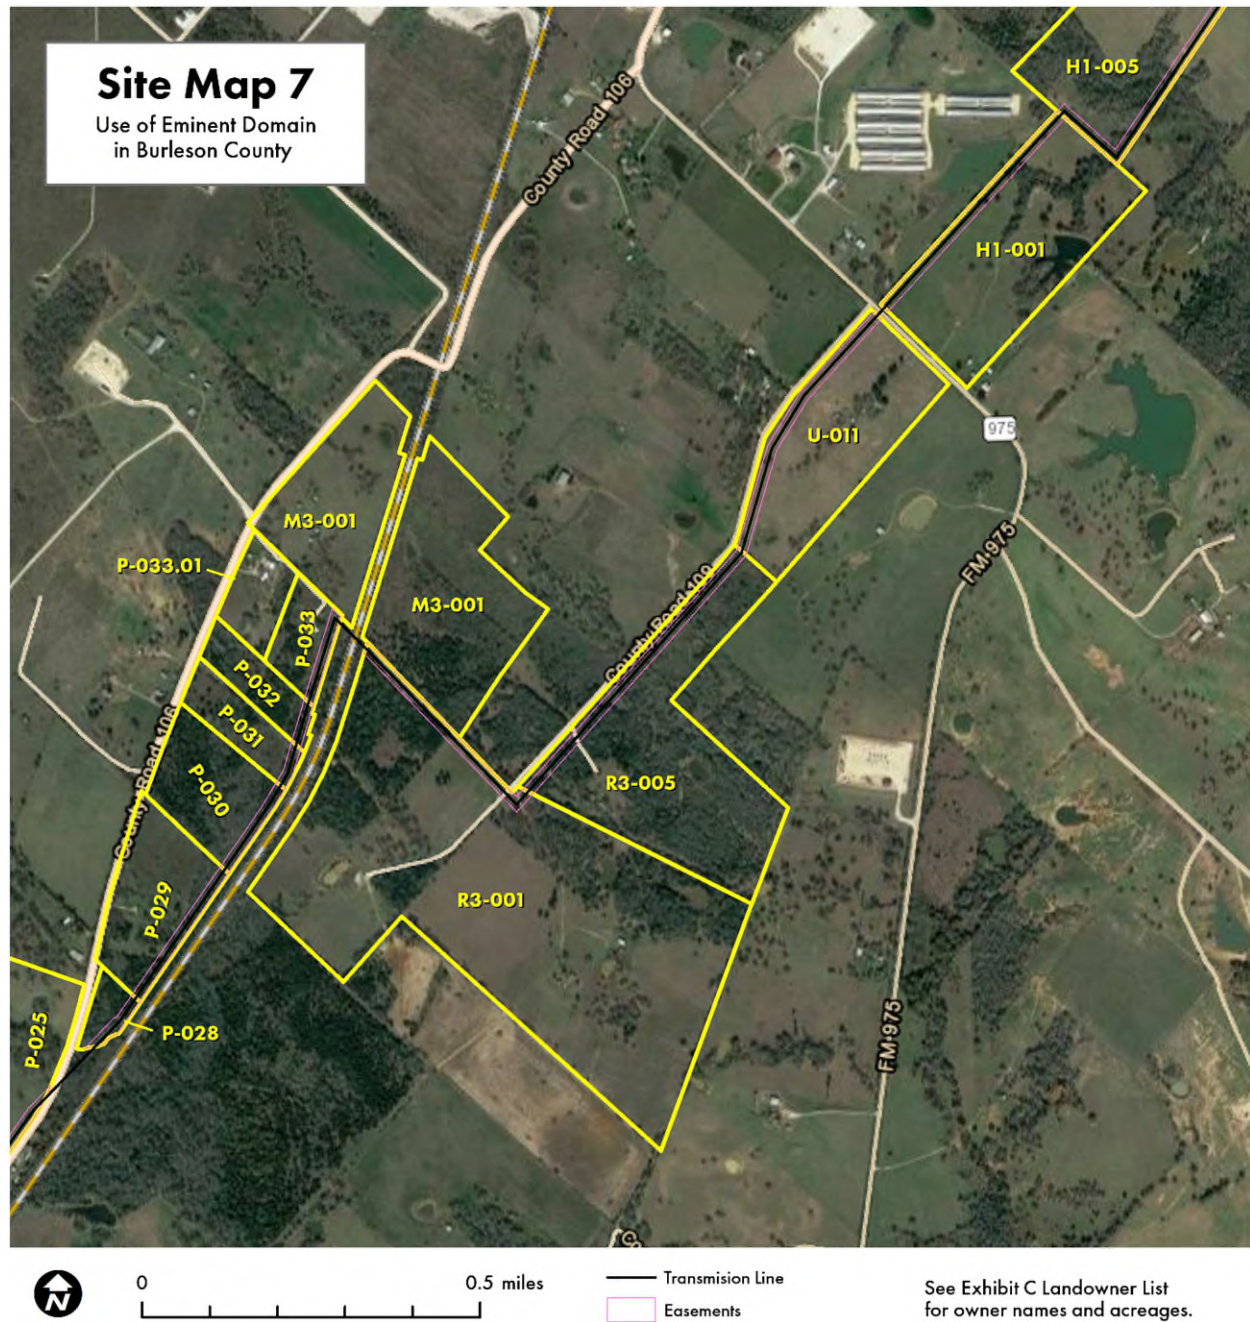 Site Map 7
Use of Eminent Domain
in Burleson County
H1-005
County Road 106
H1-001
U-011
975
M3-001
P-033.01
FM-975
M3-001
P-033
County Road 109
P-032
P-031
P-030
R3-005
County Road 106
R3-001
P-029
P-028
P-025
FM-975
Co
N
0
0.5 miles
Transmision Line
Easements
See Exhibit C Landowner List
for owner names and acreages.